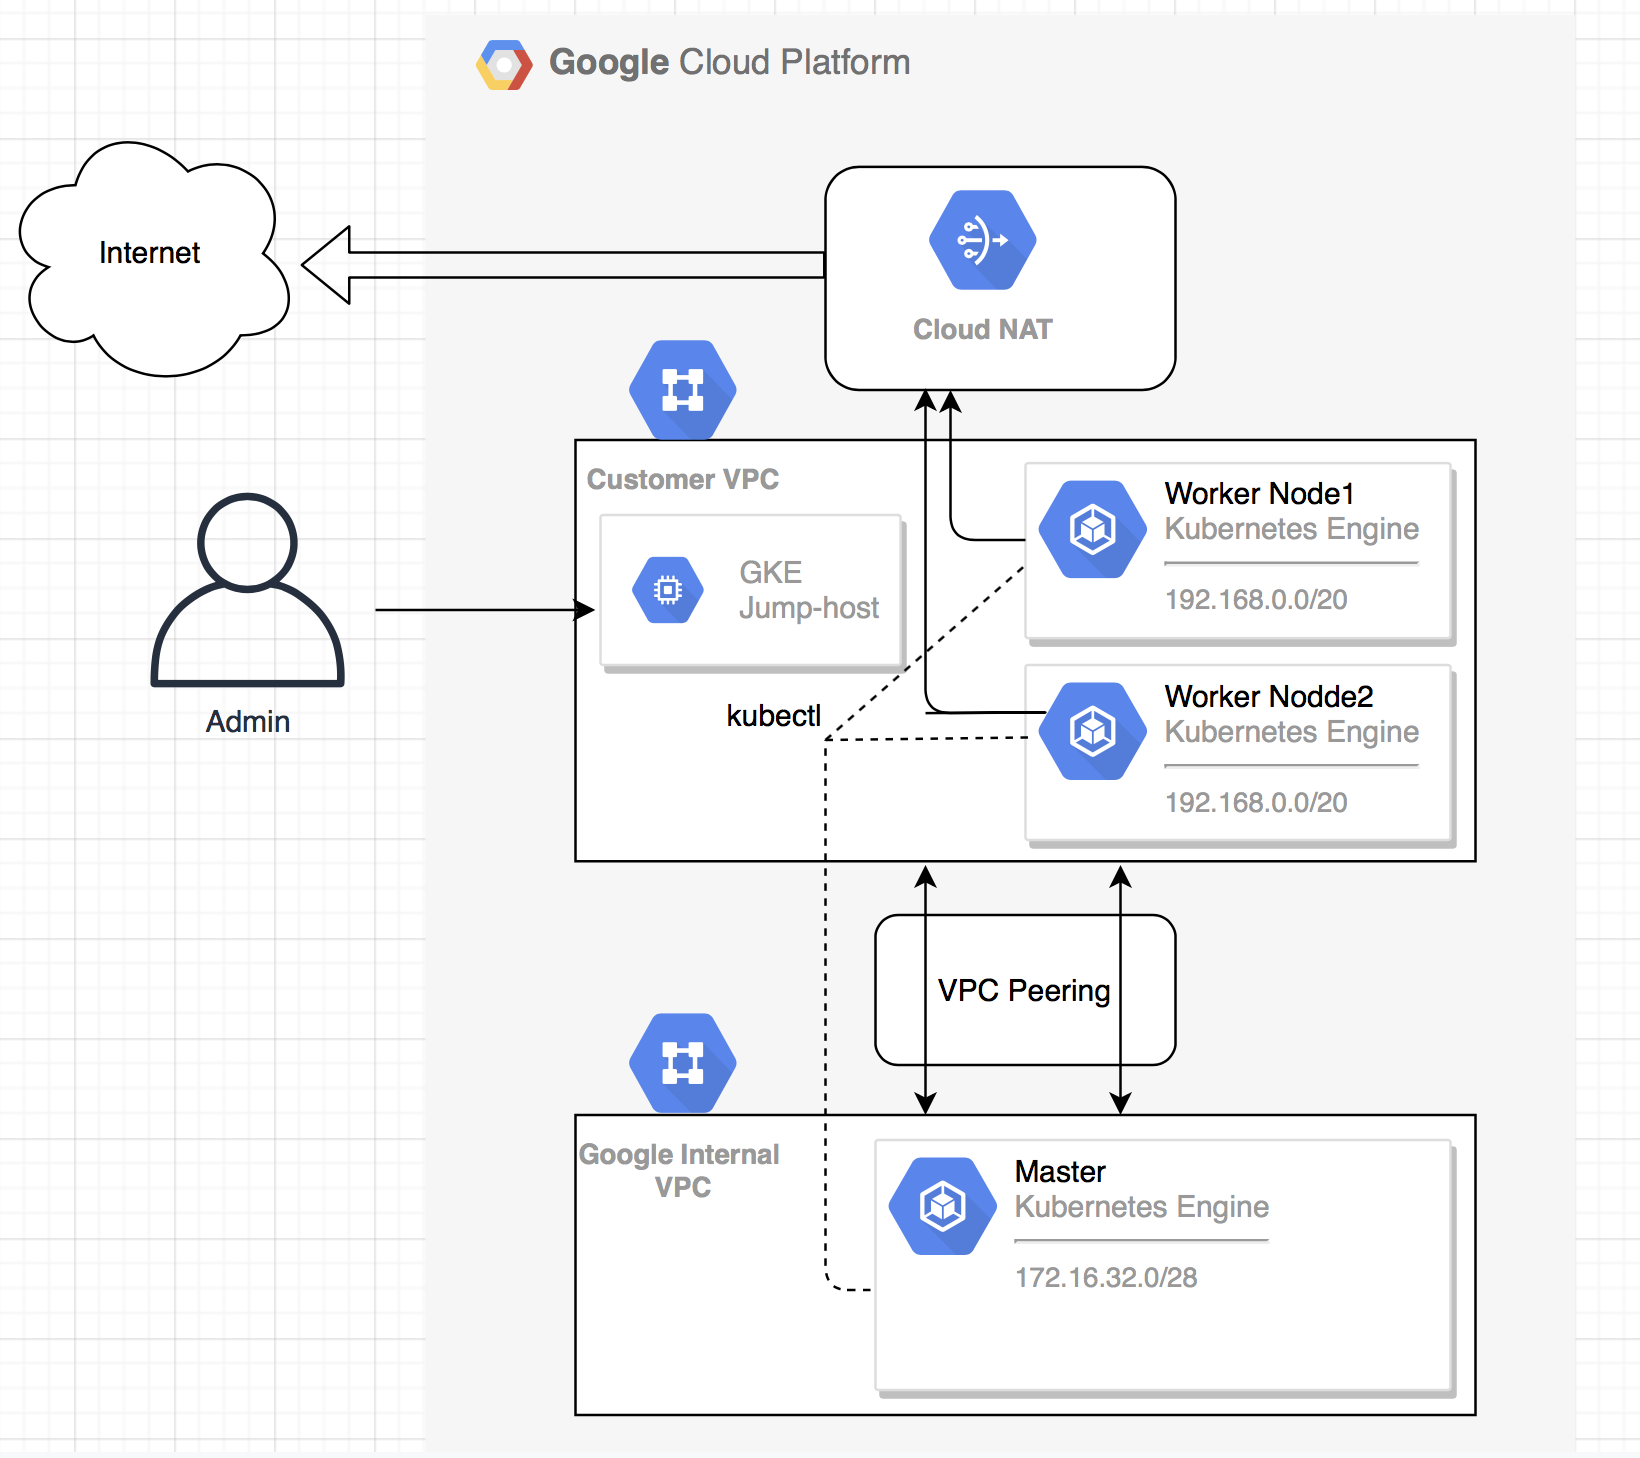 Google Cloud Platform
Internet
Cloud NAT
Customer VPC
GKE
Jump-host
Worker Node1
Kubernetes Engine
192.168.0.0/20
Admin
kubectl
Worker Nodde2
Kubernetes Engine
192.168.0.0/20
VPC Peering
Google Internal
VPC
Master
Kubernetes Engine
172.16.32.0/28